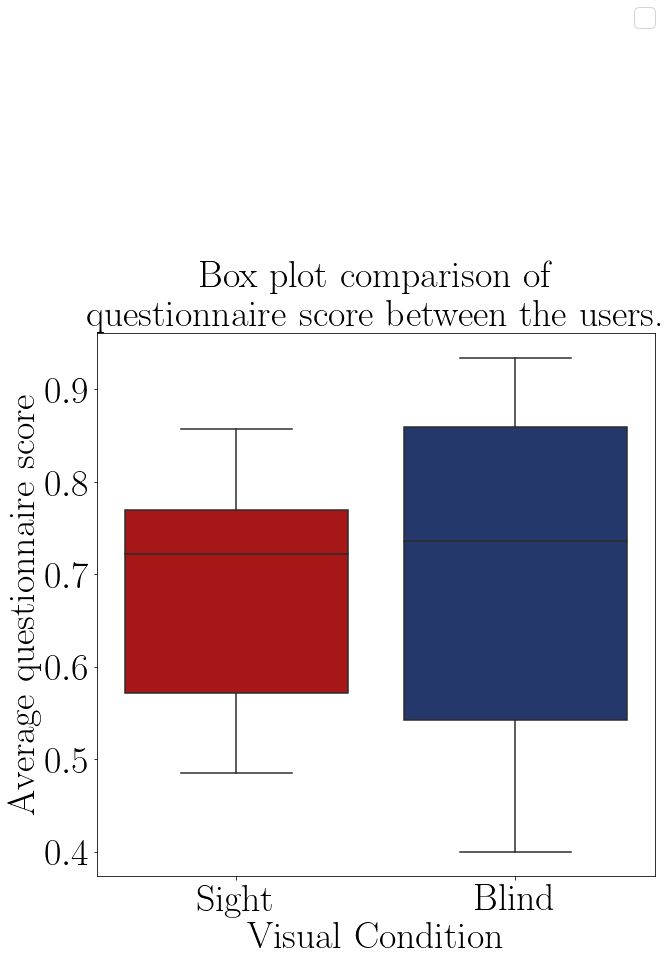 Box plot comparison of
questionnaire score between the users.
Average questionnaire score
0.9
0.8
0.7
0.6
0.5
0.4
Sight
Blind
Visual Condition